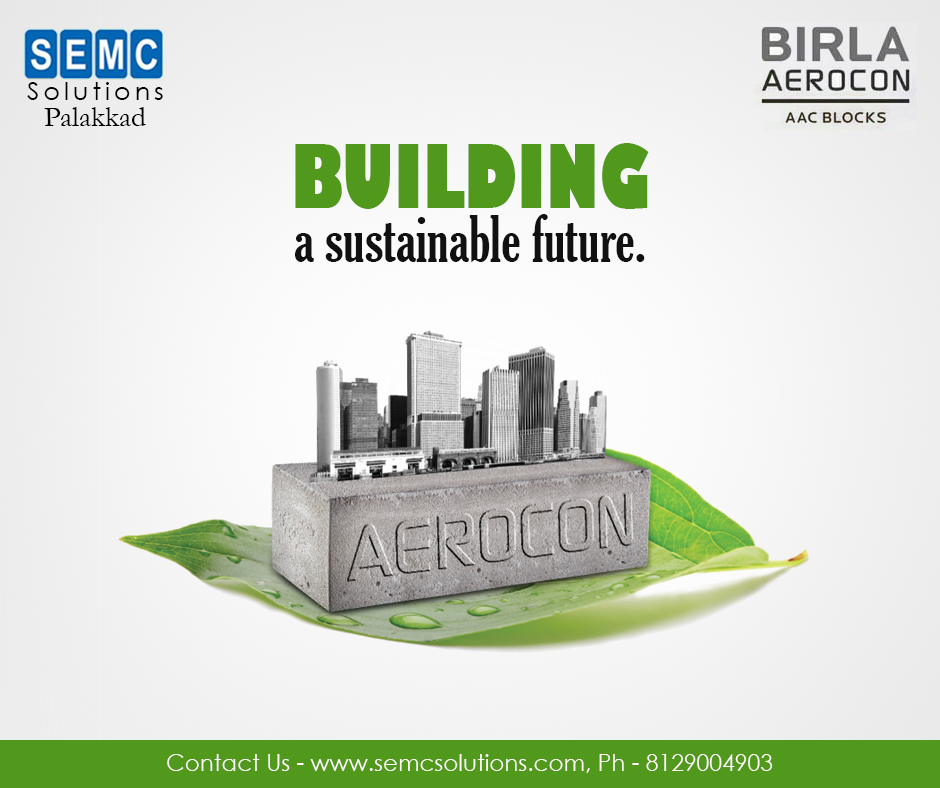 SEMC
Solutions
Palakkad
BIRLA
AEROCON
AAC BLOCKS
BUILDING
a sustainable future.
AEROCON
Contact Us - www.semcsolutions.com, Ph - 8129004903